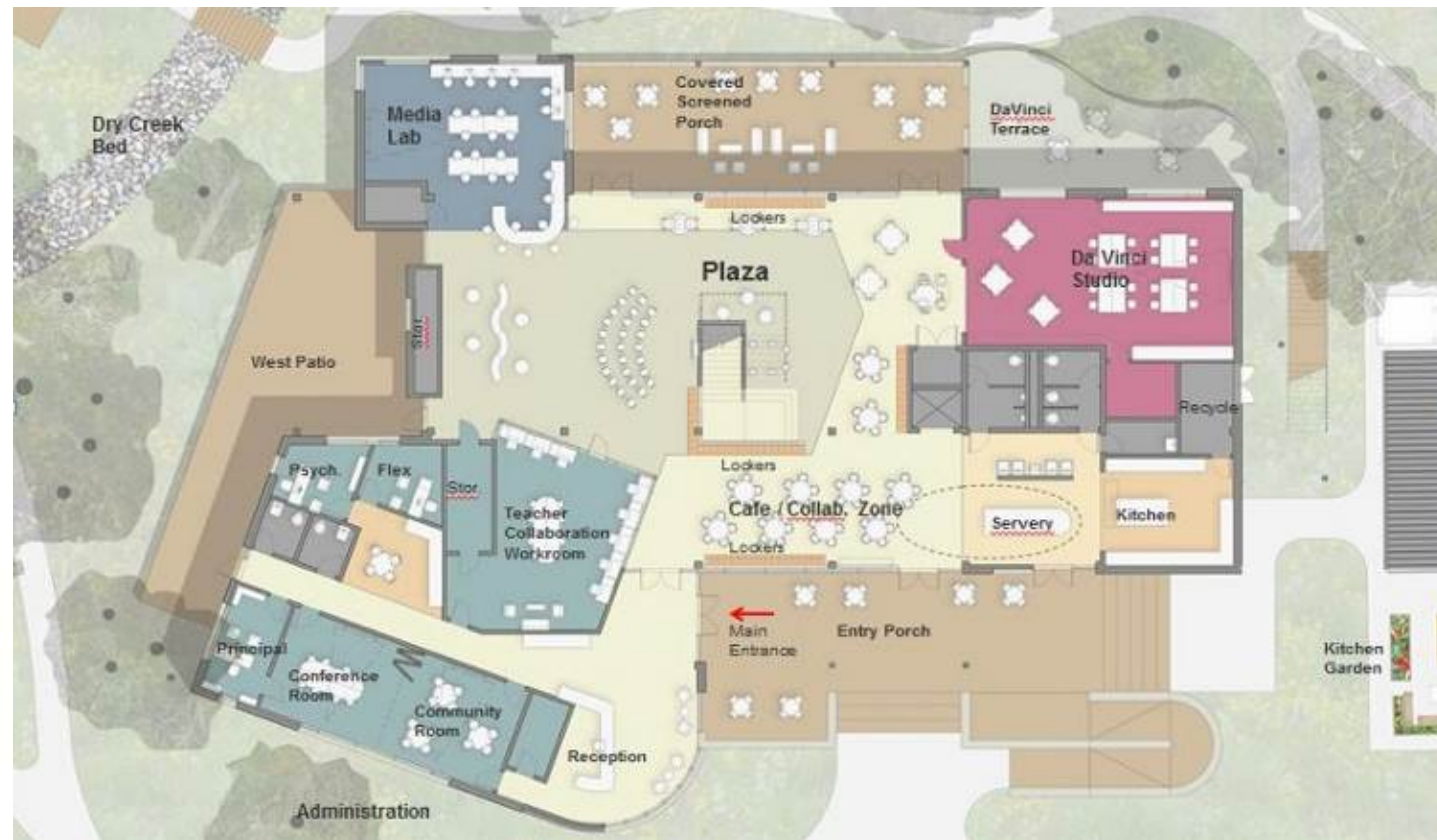 Dry Creek
Bed
Media
Lab
Covered
Screened
Porch
DaVinci
Terrace
Lockers
Plaza
Da Vinci
Studio
Stor.
West Patio
Recycle
Psych.
Flex
Stor
Lockers
Teacher
Collaboration
Workroom
Cafe / Collab. Zone
Servery
Kitchen
Lockers
Main
Entrance
Entry Porch
Principal
Conference
Room
Community
Room
Reception
Kitchen
Garden
Administration